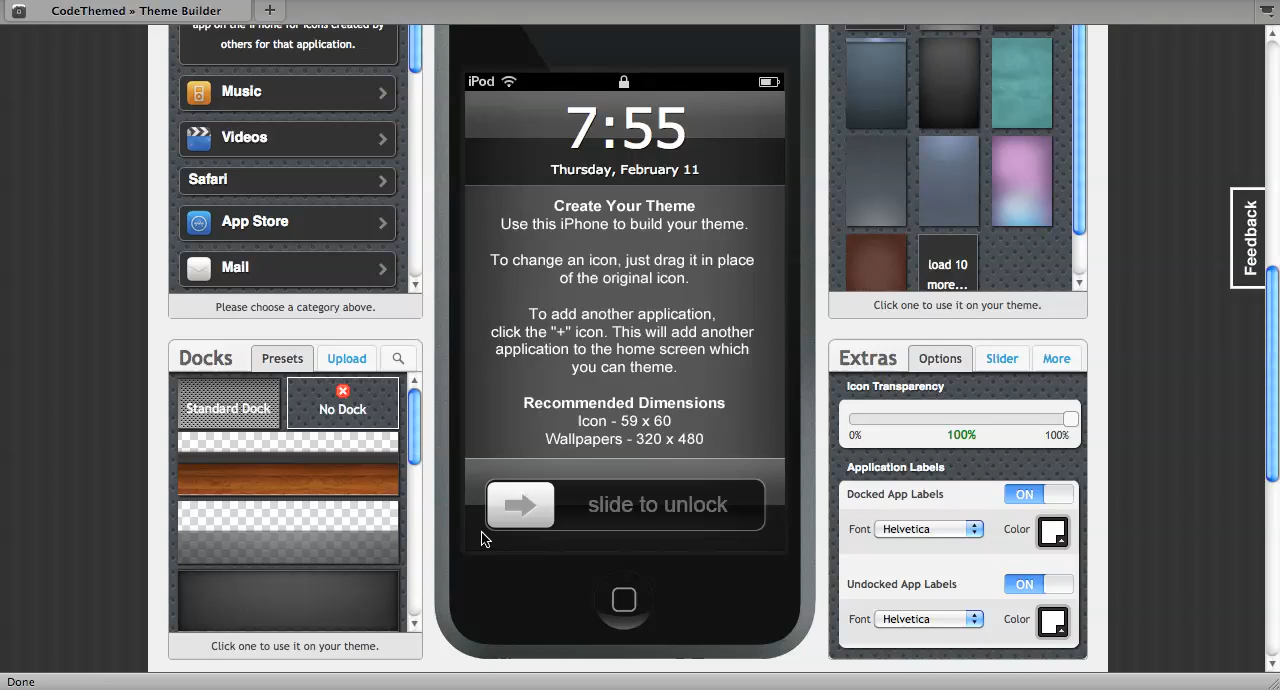 CodeThemed » Theme Builder
app on the iPhone for icons created by
others for that application.
Music
Videos
Safari
App Store
Mail
Please choose a category above.
Docks
Presets
Upload
Standard Dock
No Dock
Click one to use it on your theme.
iPod
7:55
Thursday, February 11
Create Your Theme
Use this iPhone to build your theme.
To change an icon, just drag it in place
of the original icon.
To add another application,
click the "+" icon. This will add another
application to the home screen which
you can theme.
Recommended Dimensions
Icon - 59 x 60
Wallpapers - 320 x 480
slide to unlock
load 10
more...
Click one to use it on your theme.
Extras
Options
Slider
More
Icon Transparency
0%
100%
100%
Application Labels
Docked App Labels
ON
Font
Helvetica
Color
Undocked App Labels
ON
Font
Helvetica
Color
Feedback
Done